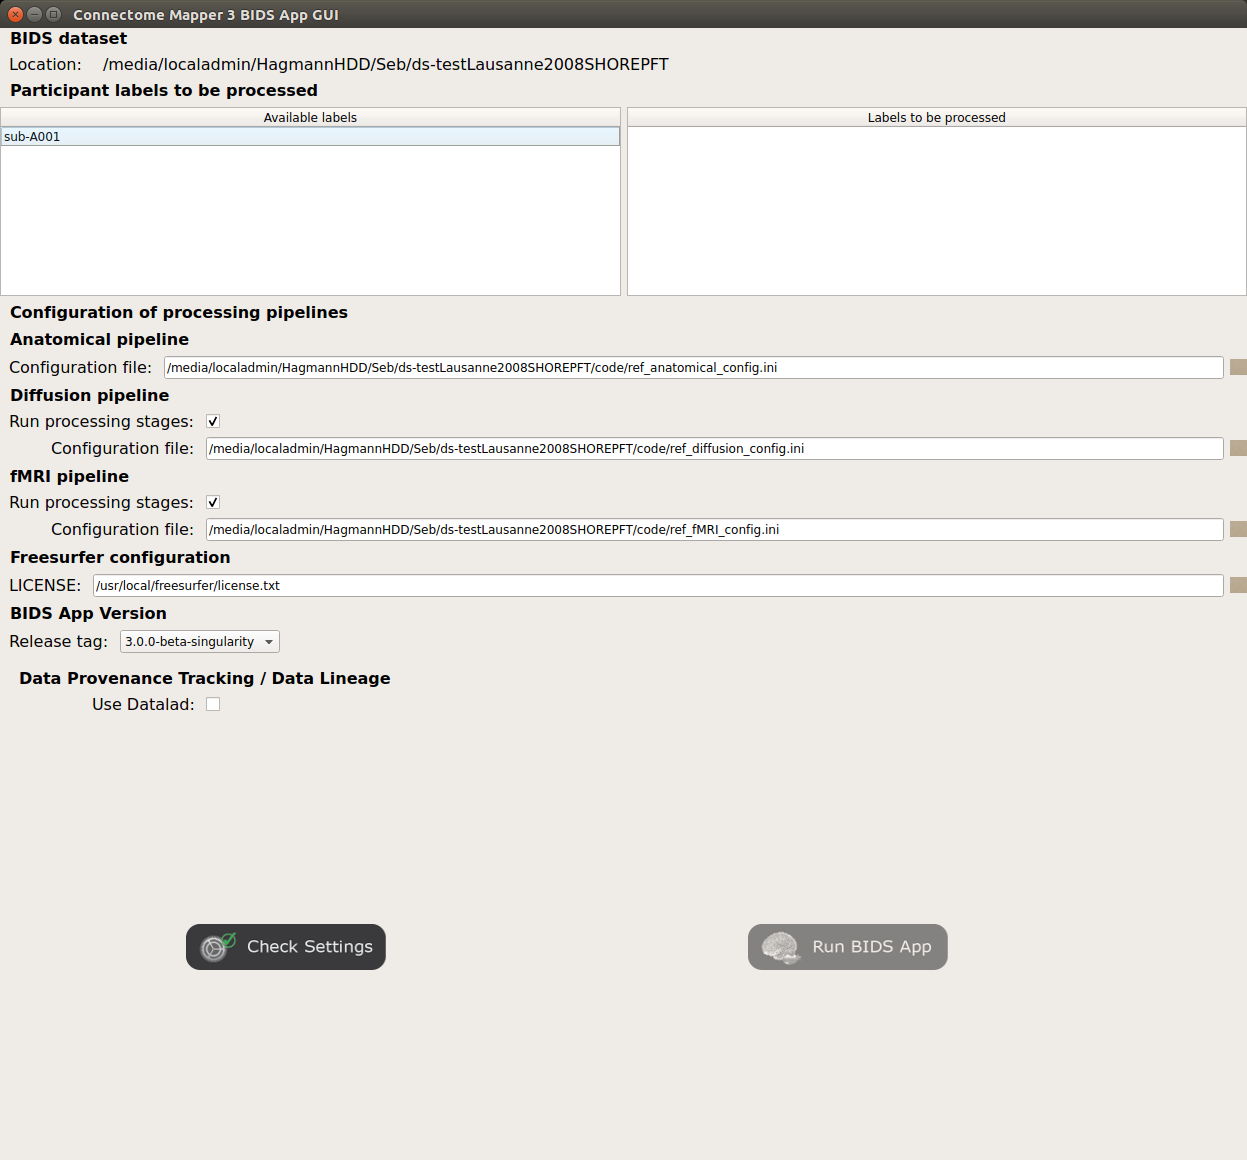 Connectome Mapper 3 BIDS App GUI
BIDS dataset
Location: /media/localadmin/HagmannHDD/Seb/ds-testLausanne2008SHOREPFT
Participant labels to be processed
Available labels
Labels to be processed
sub-A001
Configuration of processing pipelines
Anatomical pipeline
Configuration file: /media/localadmin/HagmannHDD/Seb/ds-testLausanne2008SHOREPFT/code/ref_anatomical_config.ini
Diffusion pipeline
Run processing stages:
Configuration file: /media/localadmin/HagmannHDD/Seb/ds-testLausanne2008SHOREPFT/code/ref_diffusion_config.ini
fMRI pipeline
Run processing stages:
Configuration file: /media/localadmin/HagmannHDD/Seb/ds-testLausanne2008SHOREPFT/code/ref_fMRI_config.ini
Freesurfer configuration
LICENSE: /usr/local/freesurfer/license.txt
BIDS App Version
Release tag: 3.0.0-beta-singularity
Data Provenance Tracking / Data Lineage
Use Datalad:
Check Settings
Run BIDS App